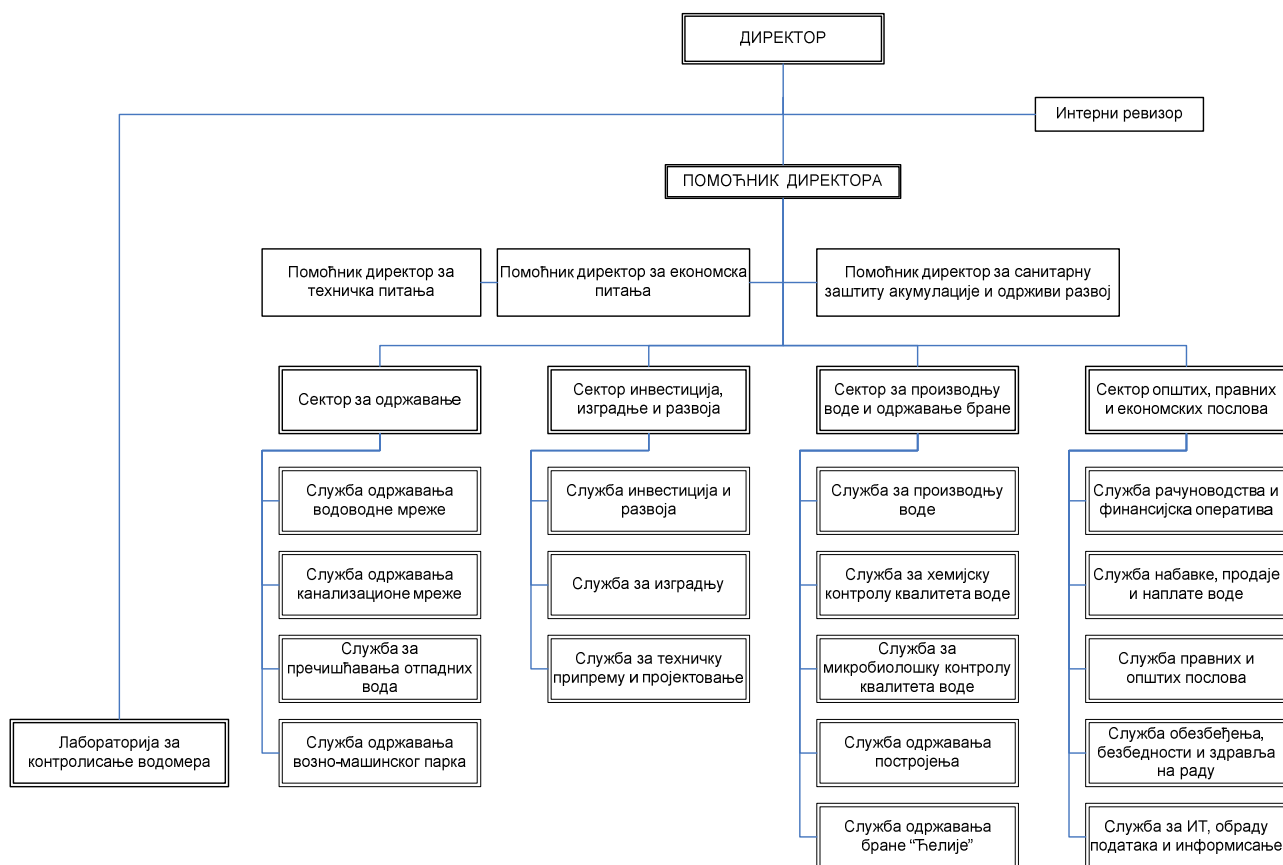 ДИРЕКТОР
Интерни ревизор
ПОМОЋНИК ДИРЕКТОРА
Помоћник директор за
техничка питања
Помоћник директор за економска
питања
Помоћник директор за санитарну
заштиту акумулације и одрживи развој
Сектор за одржавање
Сектор инвестиција,
изградње и развоја
Сектор за производњу
воде и одржавање бране
Сектор општих, правних
и економских послова
Служба одржавања
водоводне мреже
Служба инвестиција и
развоја
Служба за производњу
воде
Служба рачуноводства и
финансијска оператива
Служба одржавања
канализационе мреже
Служба за изградњу
Служба за хемијску
контролу квалитета воде
Служба набавке, продаје
и наплате воде
Служба за
пречишћавања отпадних
вода
Служба за техничку
припрему и пројектовање
Служба за
микробиолошку контролу
квалитета воде
Служба правних и
општих послова
Лабораторија за
контролисање водомера
Служба одржавања
возно-машинског парка
Служба одржавања
постројења
Служба обезбеђења,
безбедности и здравља
на раду
Служба одржавања
бране “Ћелије”
Служба за ИТ, обраду
података и информисање